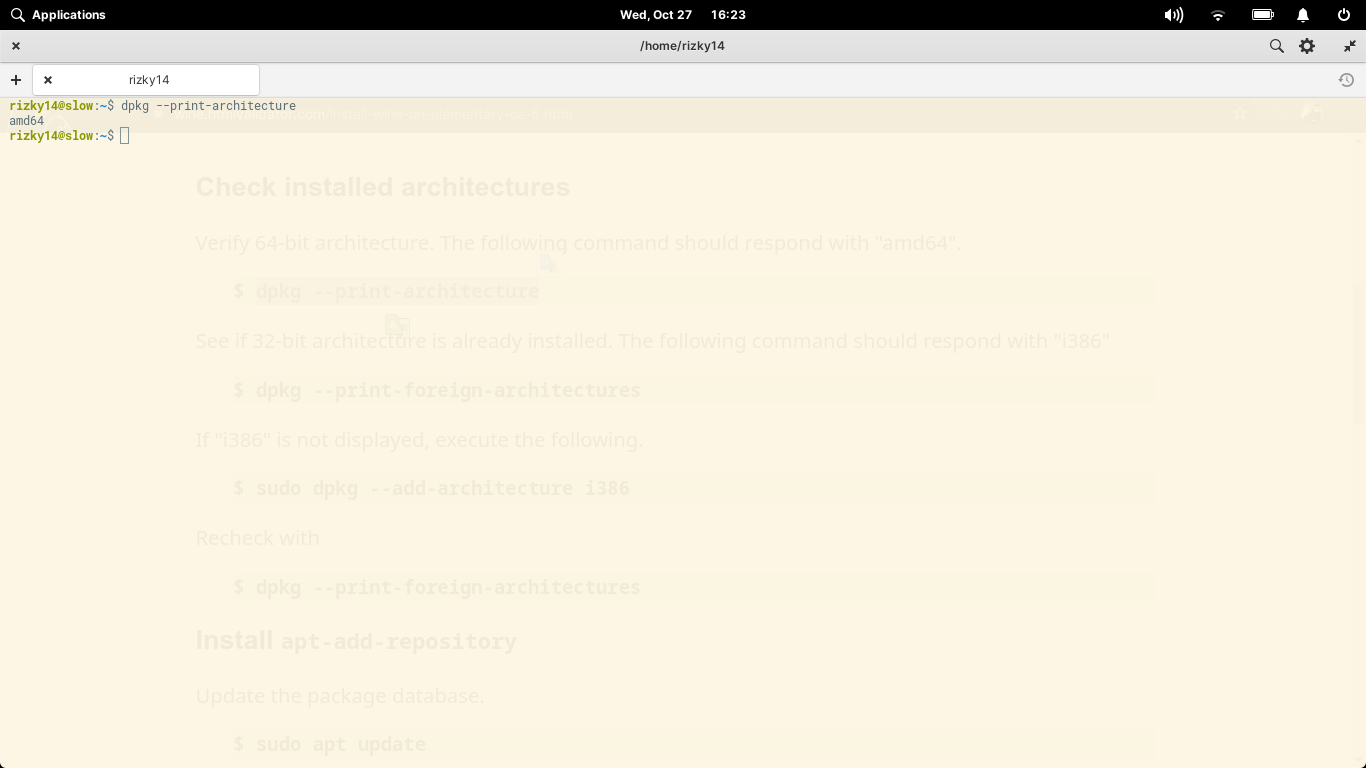 Applications
Wed, Oct 27 16:23
/home/rizky14
rizky14
rizky14@slow:~$ dpkg --print-architecture
amd64
rizky14@slow:~$
wine.htmlvalidator.com/install-wine-on-elementary-os-6.html
Check installed architectures
Verify 64-bit architecture. The following command should respond with "amd64".
$ dpkg --print-architecture
See if 32-bit architecture is already installed. The following command should respond with "i386"
$ dpkg --print-foreign-architectures
If "i386" is not displayed, execute the following.
$ sudo dpkg --add-architecture i386
Recheck with
$ dpkg --print-foreign-architectures
Install apt-add-repository
Update the package database.
$ sudo apt update